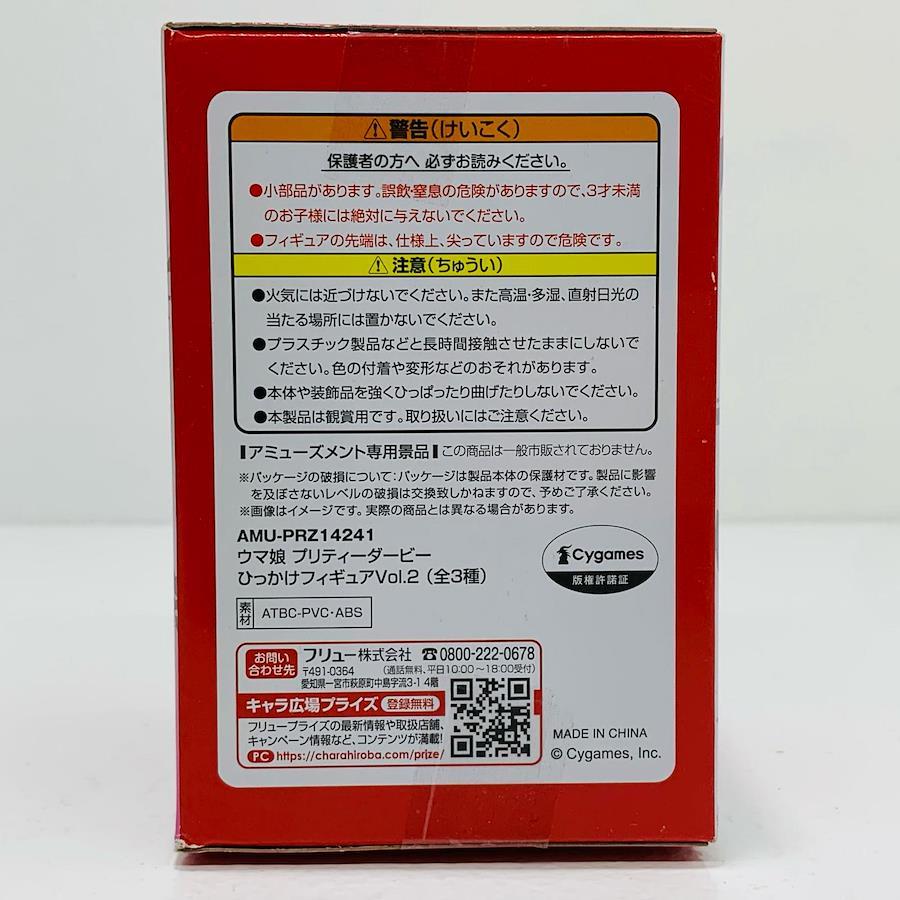 ⚠警告(けいこく)
保護者の方へ 必ずお読みください。
●小部品があります。誤飲・窒息の危険がありますので、3才未満
のお子様には絶対に与えないでください。
●フィギュアの先端は、仕様上、尖っていますので危険です。
⚠注意(ちゅうい)
●火気には近づけないでください。また高温・多湿、直射日光の
当たる場所には置かないでください。
●プラスチック製品などと長時間接触させたままにしないで
ください。色の付着や変形などのおそれがあります。
●本体や装飾品を強くひっぱったり曲げたりしないでください。
●本製品は観賞用です。取り扱いにはご注意ください。
┃アミューズメント専用景品┃この商品は一般市販されておりません。
※パッケージの破損について:パッケージは製品本体の保護材です。製品に影響
を及ぼさないレベルの破損は交換致しかねますので、予めご了承ください。
※画像はイメージです。実際の商品とは異なる場合があります。
AMU-PRZ14241
ウマ娘 プリティーダービー
ひっかけフィギュアVol.2(全3種)
Cygames
版権許諾証
素材 ATBC-PVC・ABS
お問い合わせ先
フリュー株式会社 ☎0800-222-0678
〒491-0364 (通話無料、平日10:00~18:00受付)
愛知県一宮市萩原町中島字流3-1 4階
キャラ広場プライズ 登録無料
フリュープライズの最新情報や取扱店舗、
キャンペーン情報など、コンテンツが満載!
PC https://charahiroba.com/prize/
MADE IN CHINA
© Cygames, Inc.